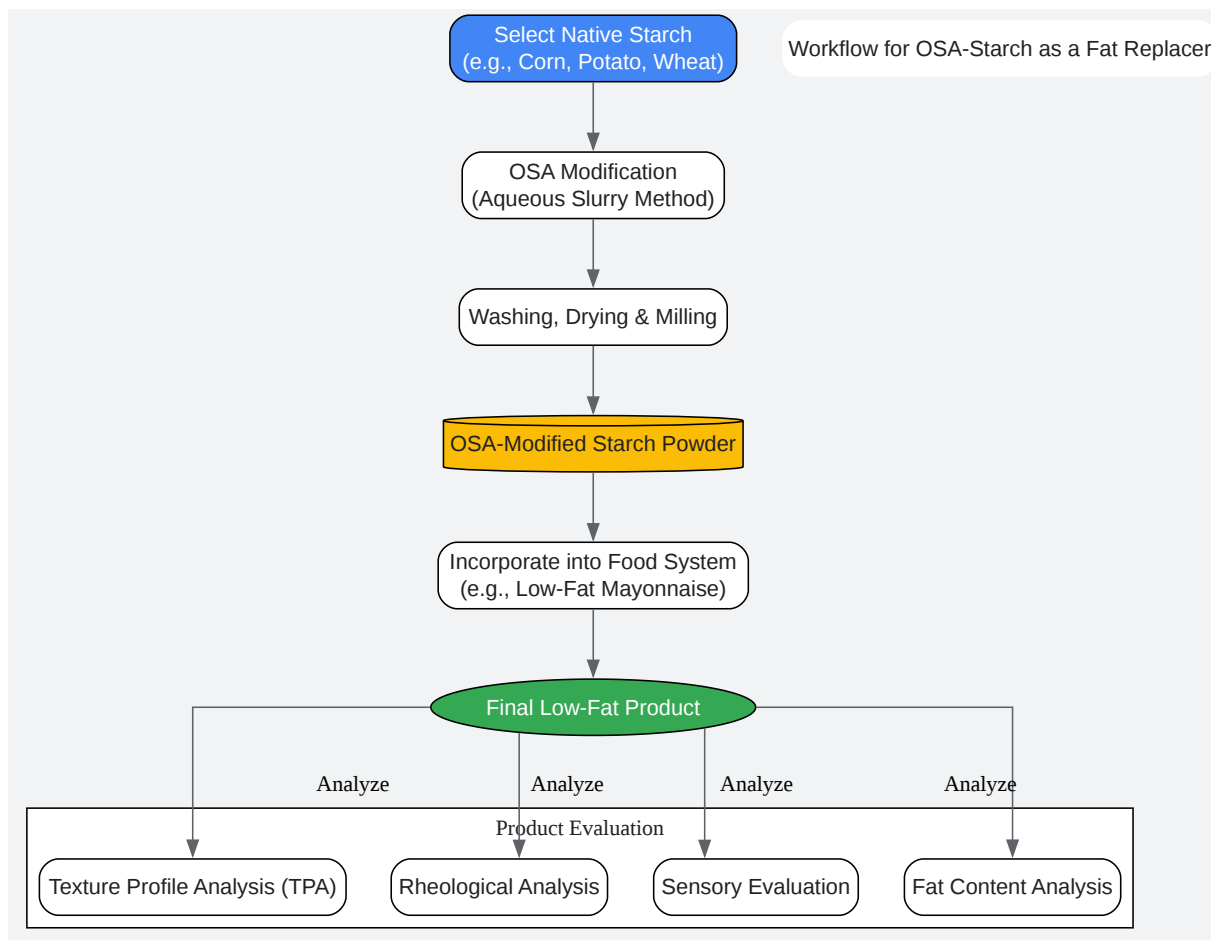 Select Native Starch
(e.g., Corn, Potato, Wheat)
Workflow for OSA-Starch as a Fat Replacer
OSA Modification
(Aqueous Slurry Method)
Washing, Drying & Milling
OSA-Modified Starch Powder
Incorporate into Food System
(e.g., Low-Fat Mayonnaise)
Final Low-Fat Product
Analyze
Analyze
Analyze
Analyze
Product Evaluation
Texture Profile Analysis (TPA)
Rheological Analysis
Sensory Evaluation
Fat Content Analysis